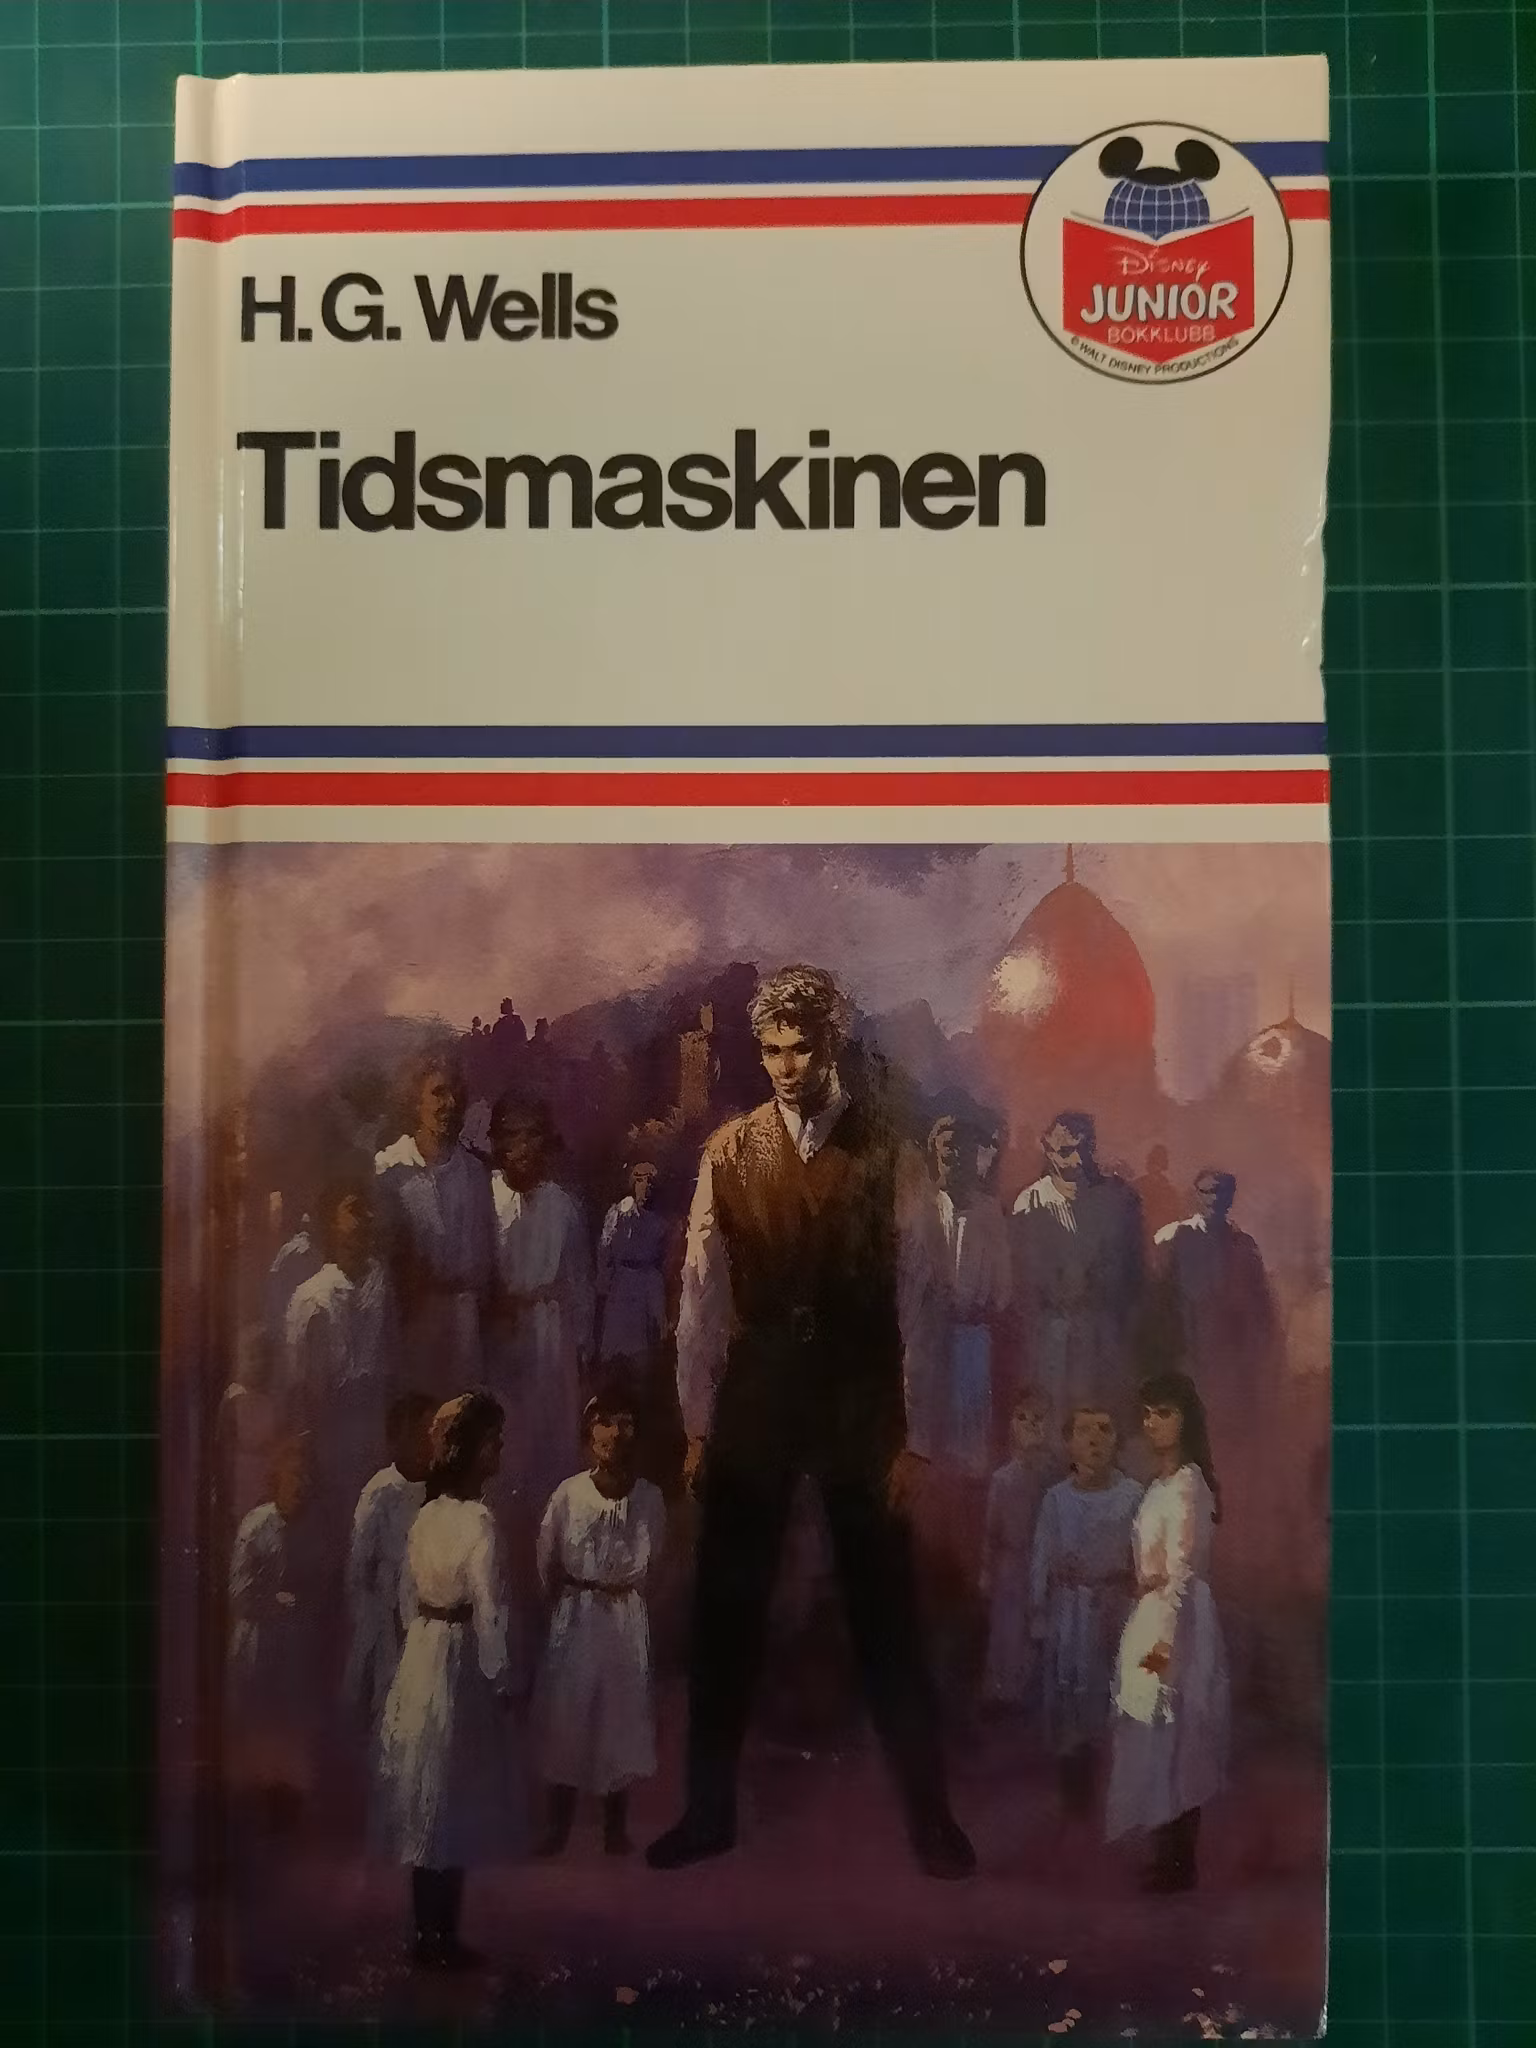 H.G. Wells
Tidsmaskinen
Disney
JUNIOR
BOKKLUBB
© WALT DISNEY PRODUCTIONS